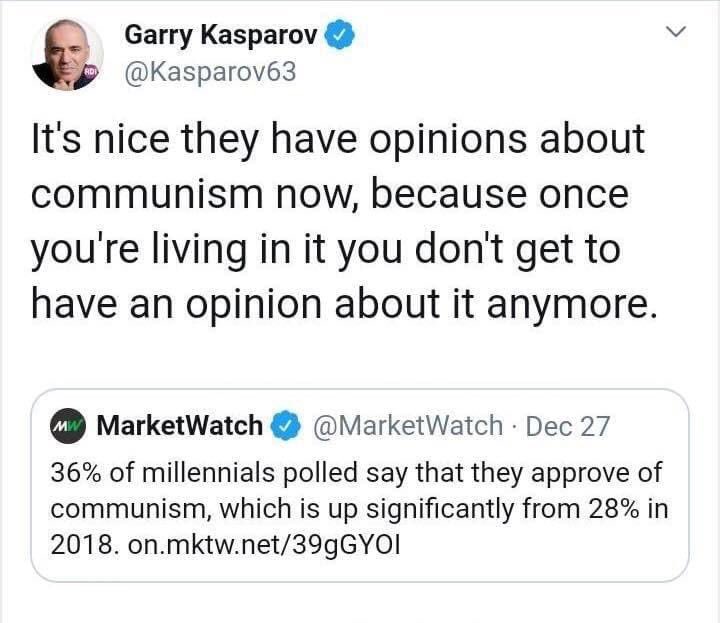 Garry Kasparov
@Kasparov63
It's nice they have opinions about
communism now, because once
you're living in it you don't get to
have an opinion about it anymore.
MW MarketWatch @MarketWatch · Dec 27
36% of millennials polled say that they approve of
communism, which is up significantly from 28% in
2018. on.mktw.net/39gGYOI
RDI